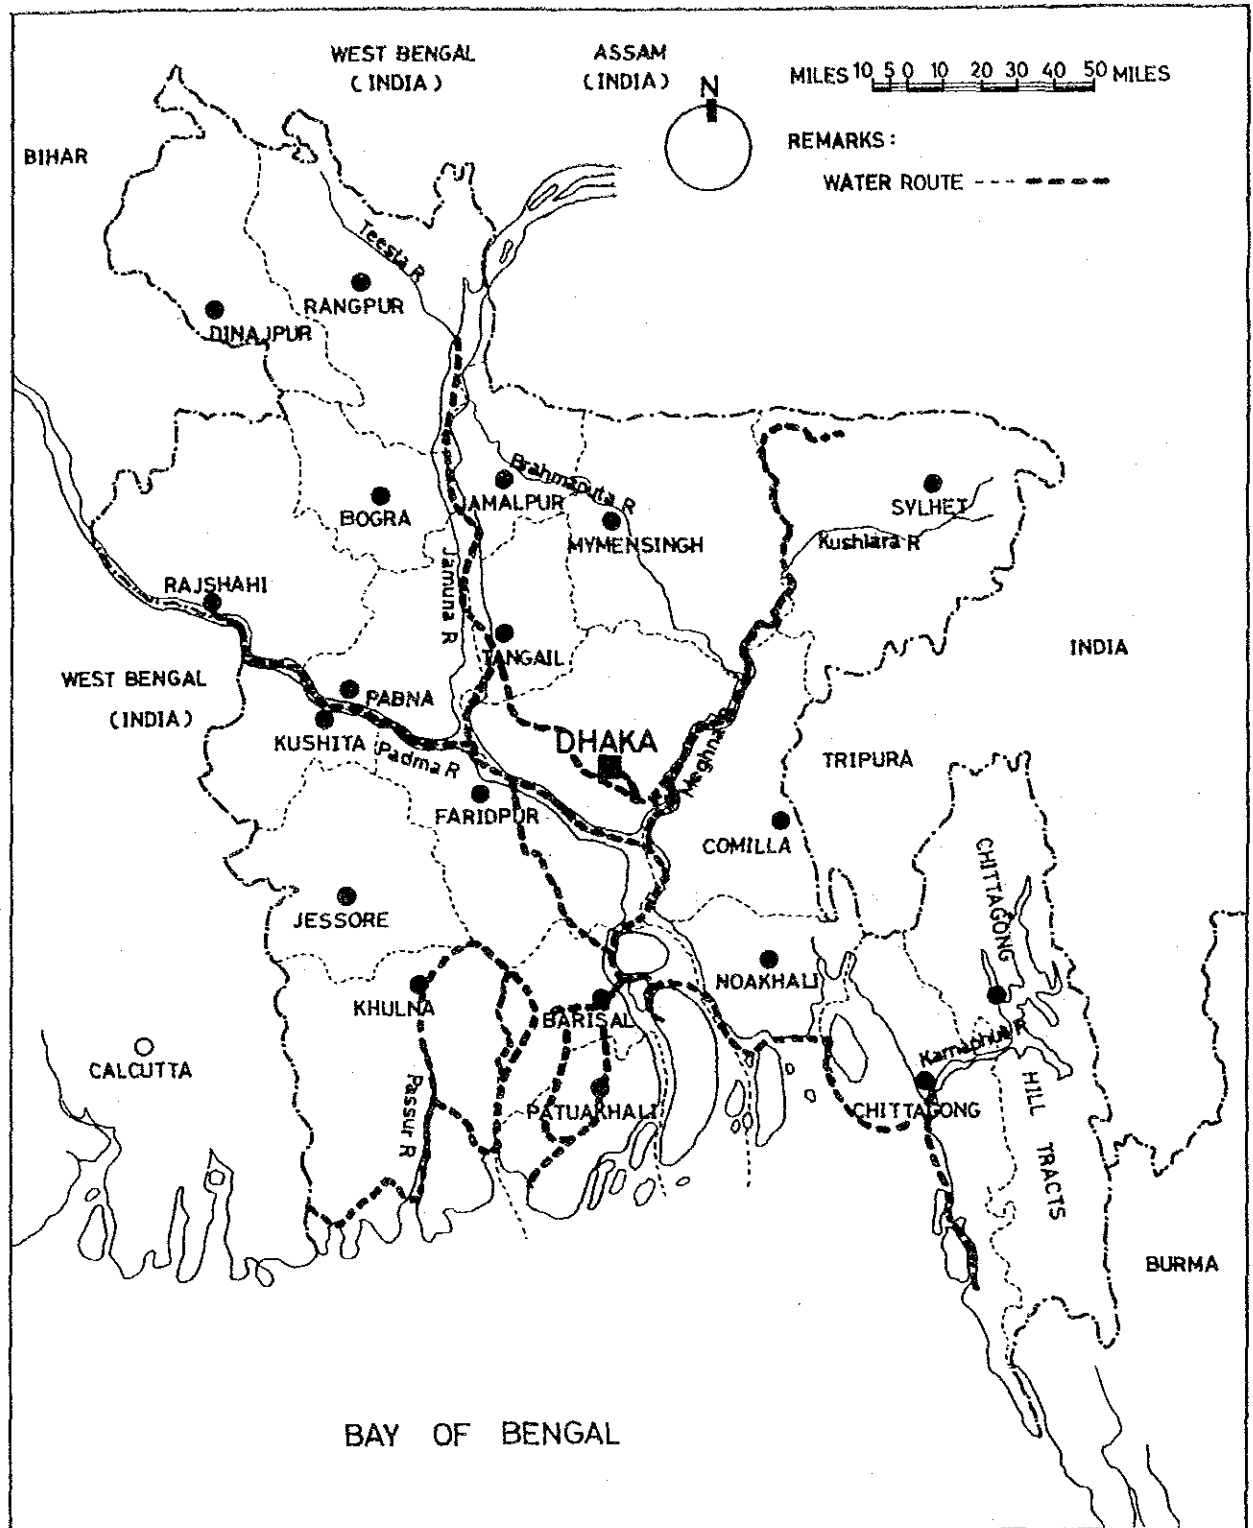 WEST BENGAL
(INDIA)
ASSAM
(INDIA)
MILES 10 5 0 10 20 30 40 50 MILES
N
BIHAR
REMARKS:
WATER ROUTE
Teesta R
RANGPUR
DINAJPUR
Brahmaputa R
JAMALPUR
SYLHET
BOGRA
MYMENSINGH
Kushiara R
Jamuna R
RAJSHAHI
TANGAIL
INDIA
WEST BENGAL
(INDIA)
PABNA
KUSHITA
Padma R
DHAKA
Meghna R
TRIPURA
FARIDPUR
COMILLA
CHITTAGONG
JESSORE
NOAKHALI
KHULNA
BARISAL
Karnaphuli R
CALCUTTA
Passur R
PATUAKHALI
CHITTAGONG
HILL TRACTS
BURMA
BAY OF BENGAL